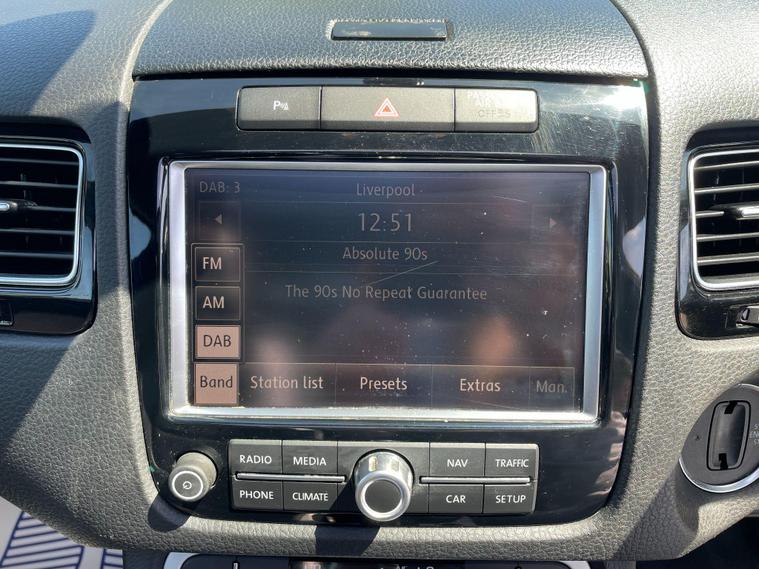 P
OFF
DAB: 3 Liverpool
12:51
Absolute 90s
FM
The 90s No Repeat Guarantee
AM
DAB
Band Station list Presets Extras Man.
RADIO MEDIA NAV TRAFFIC
PHONE CLIMATE CAR SETUP